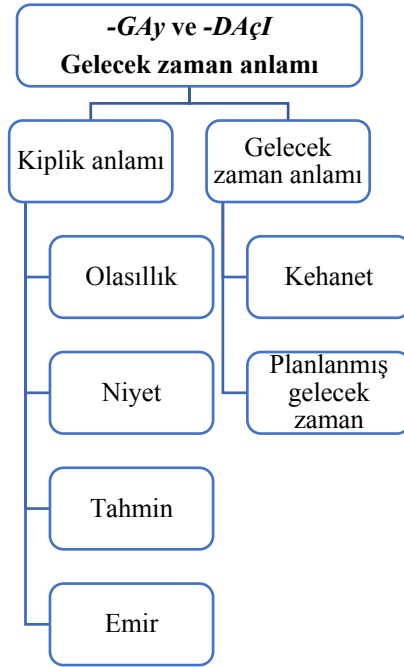 -GAy ve -DAçI
Gelecek zaman anlamı
Kiplik anlamı
Olasıllık
Niyet
Tahmin
Emir
Gelecek
zaman anlamı
Kehanet
Planlanmış
gelecek
zaman